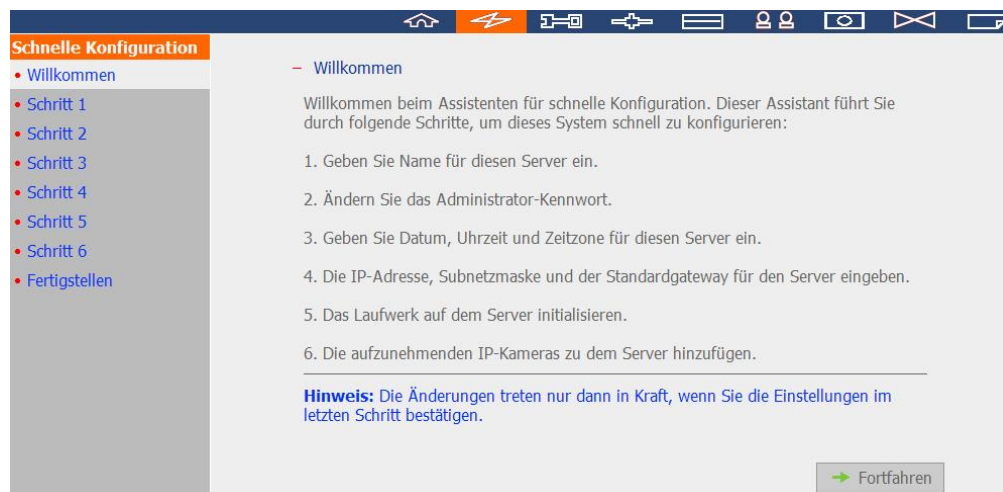 Schnelle Konfiguration
• Willkommen
• Schritt 1
• Schritt 2
• Schritt 3
• Schritt 4
• Schritt 5
• Schritt 6
• Fertigstellen
– Willkommen
Willkommen beim Assistenten für schnelle Konfiguration. Dieser Assistant führt Sie
durch folgende Schritte, um dieses System schnell zu konfigurieren:
1. Geben Sie Name für diesen Server ein.
2. Ändern Sie das Administrator-Kennwort.
3. Geben Sie Datum, Uhrzeit und Zeitzone für diesen Server ein.
4. Die IP-Adresse, Subnetzmaske und der Standardgateway für den Server eingeben.
5. Das Laufwerk auf dem Server initialisieren.
6. Die aufzunehmenden IP-Kameras zu dem Server hinzufügen.
Hinweis: Die Änderungen treten nur dann in Kraft, wenn Sie die Einstellungen im
letzten Schritt bestätigen.
Fortfahren